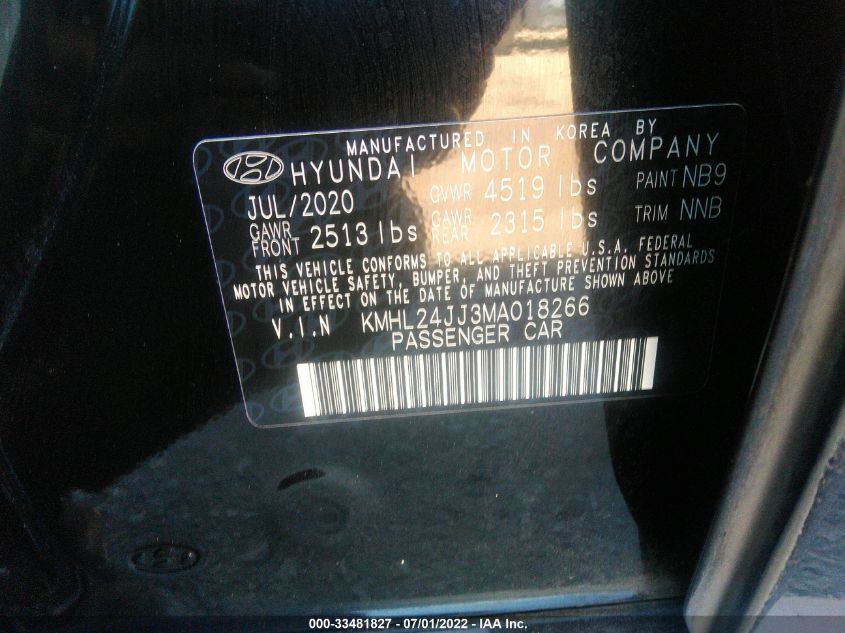 MANUFACTURED IN KOREA BY
HYUNDAI MOTOR COMPANY
JUL/2020 GVWR 4519 lbs PAINT NB9
GAWR FRONT 2513 lbs GAWR REAR 2315 lbs TRIM NNB
THIS VEHICLE CONFORMS TO ALL APPLICABLE U.S.A. FEDERAL
MOTOR VEHICLE SAFETY, BUMPER, AND THEFT PREVENTION STANDARDS
IN EFFECT ON THE DATE OF MANUFACTURE SHOWN ABOVE
V.I.N KMHL24JJ3MA018266
PASSENGER CAR
000-33481827 / 07/01/2022 - IAA Inc.